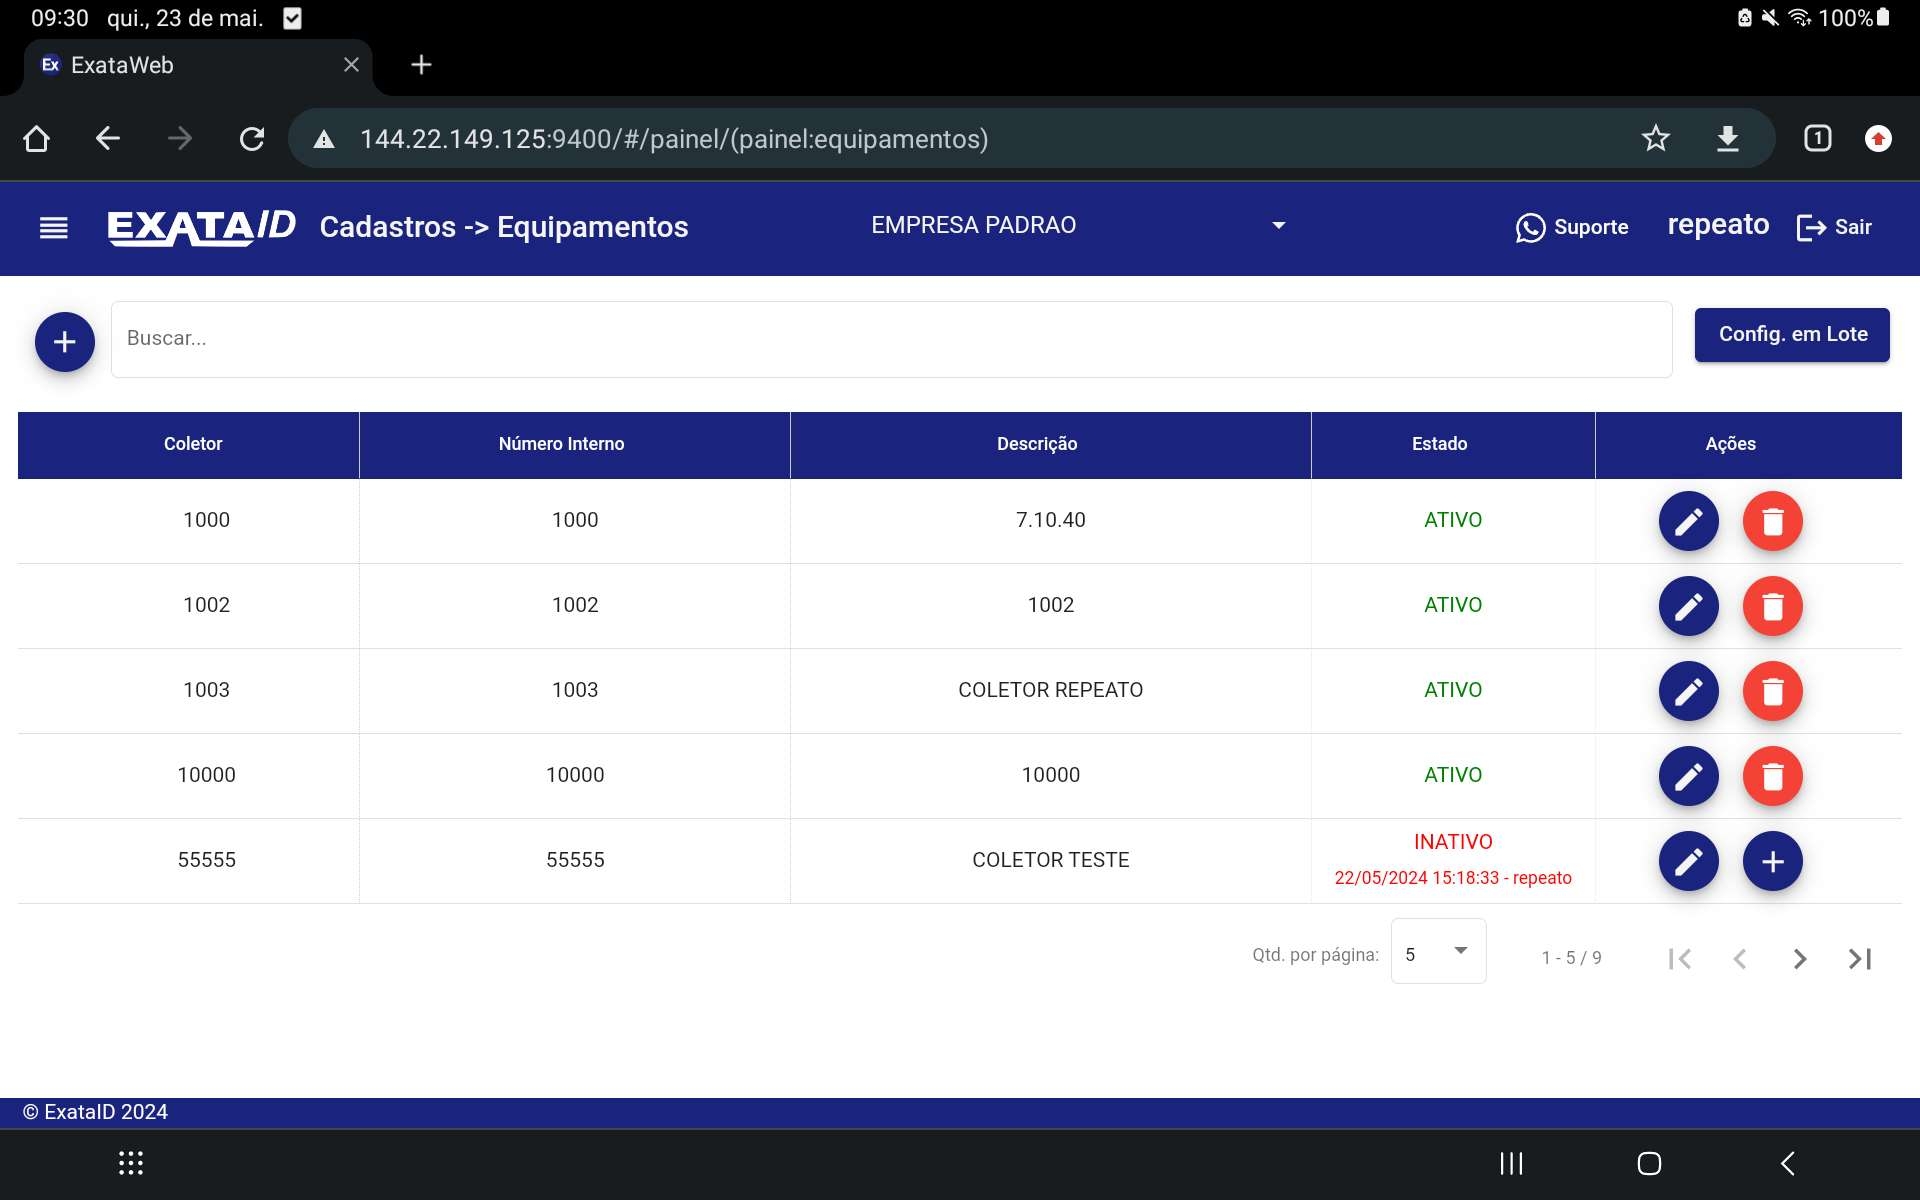 09:30 qui., 23 de mai.
100%
Ex ExataWeb
144.22.149.125:9400/#/painel/(painel:equipamentos)
1
EXATAID Cadastros -> Equipamentos EMPRESA PADRAO Suporte repeato Sair
Buscar... Config. em Lote
Coletor Número Interno Descrição Estado Ações
1000 1000 7.10.40 ATIVO
1002 1002 1002 ATIVO
1003 1003 COLETOR REPEATO ATIVO
10000 10000 10000 ATIVO
55555 55555 COLETOR TESTE INATIVO
22/05/2024 15:18:33 - repeato
Qtd. por página: 5 1 - 5 / 9
© ExataID 2024